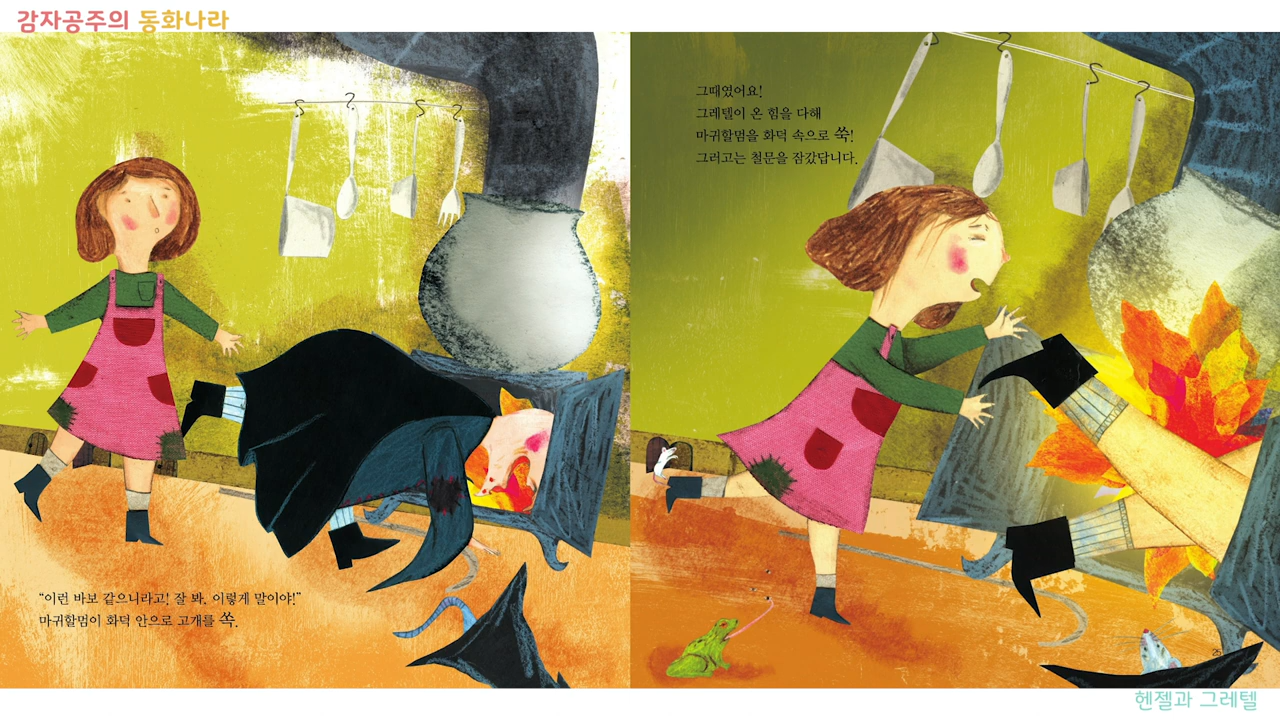 감자공주의 동화나라
"이런 바보 같으니라고! 잘 봐. 이렇게 말이야!"
마귀할멈이 화덕 안으로 고개를 쏙.
그때였어요!
그레텔이 온 힘을 다해
마귀할멈을 화덕 속으로 쑥!
그러고는 철문을 잠갔답니다.
헨젤과 그레텔